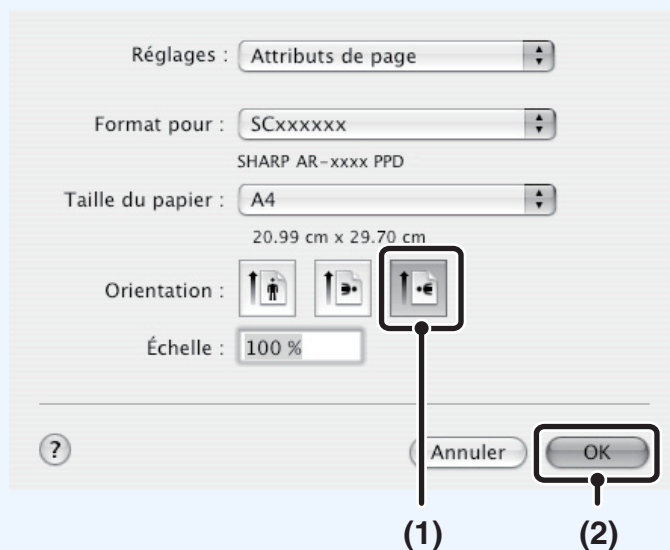 Réglages : Attributs de page
Format pour : SCxxxxxx
SHARP AR-xxxx PPD
Taille du papier : A4
20.99 cm x 29.70 cm
Orientation :
Échelle : 100 %
? Annuler OK
(1) (2)